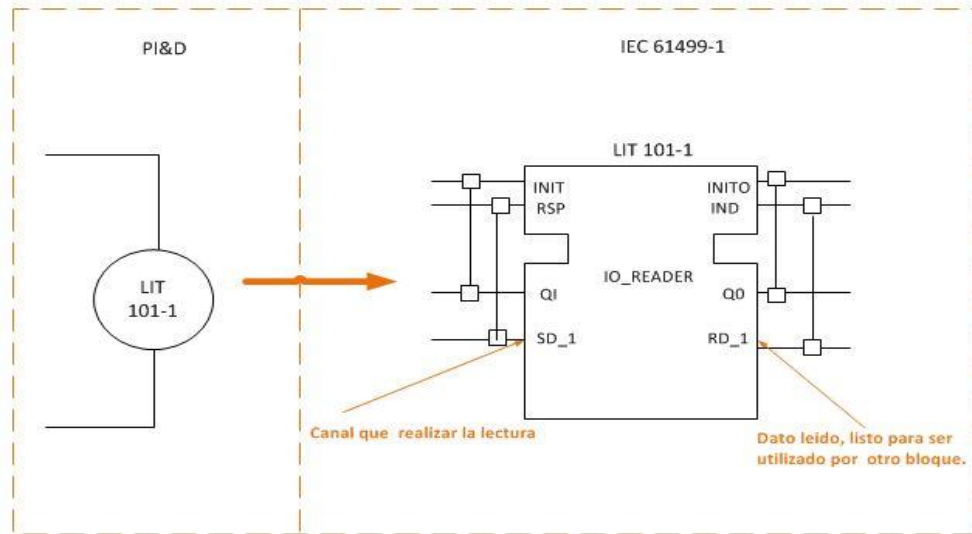 PI&D
IEC 61499-1
LIT
101-1
LIT 101-1
INIT
RSP
INITO
IND
IO_READER
QI
SD_1
Q0
RD_1
Canal que realizar la lectura
Dato leido, listo para ser
utilizado por otro bloque.